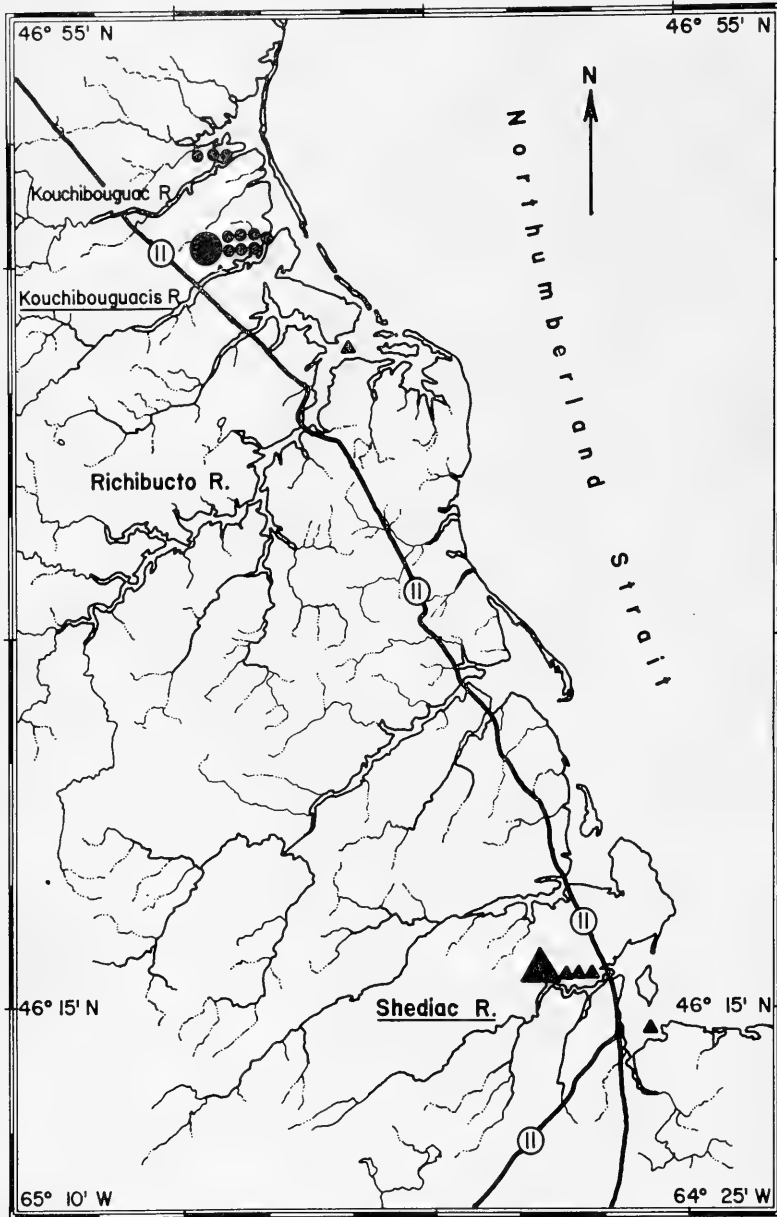 46° 55' N
46° 55' N
N
Northumberland Strait
Kouchibouguac R.
11
Kouchibouguacis R.
Richibucto R.
11
11
Shediac R.
46° 15' N
46° 15' N
11
65° 10' W
64° 25' W